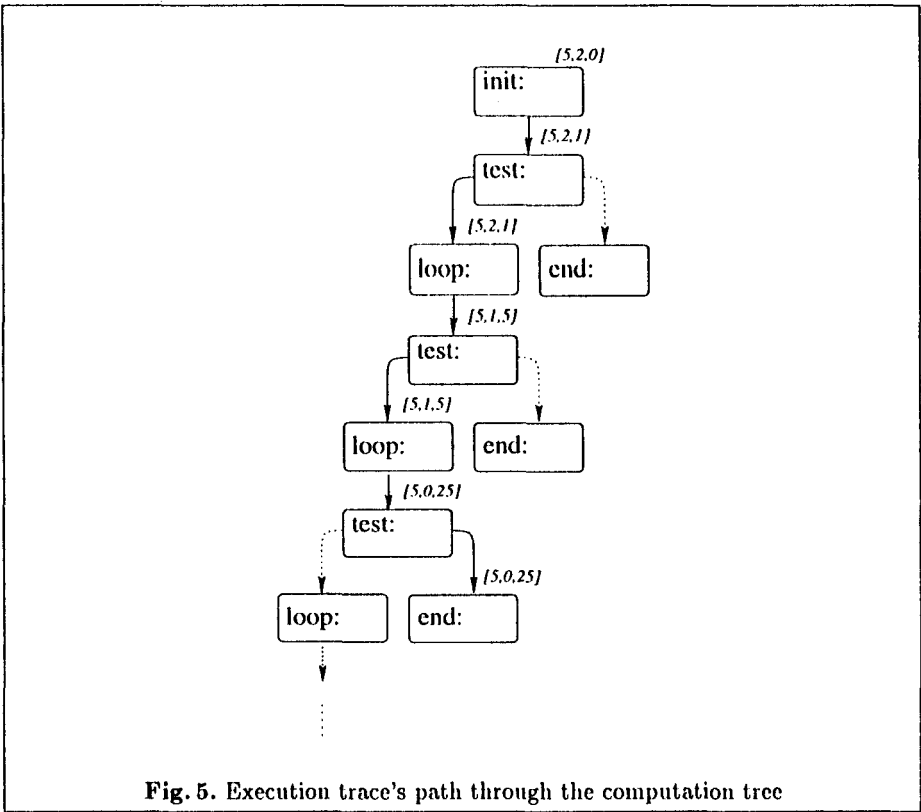 [5,2,0]
init:
[5,2,1]
test:
[5,2,1]
loop:
end:
[5,1,5]
test:
[5,1,5]
loop:
end:
[5,0,25]
test:
[5,0,25]
loop:
end:
Fig. 5. Execution trace's path through the computation tree